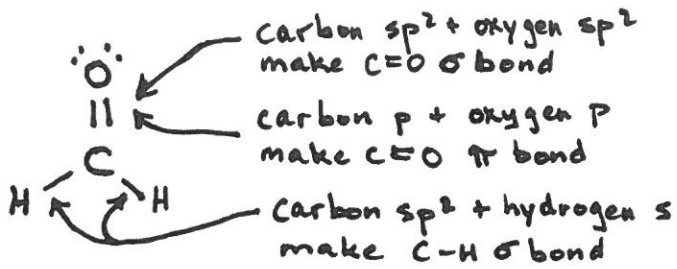 carbon sp² + oxygen sp²
make C=O σ bond
O
carbon p + oxygen p
make C=O π bond
C
H H
carbon sp² + hydrogen s
make C-H σ bond